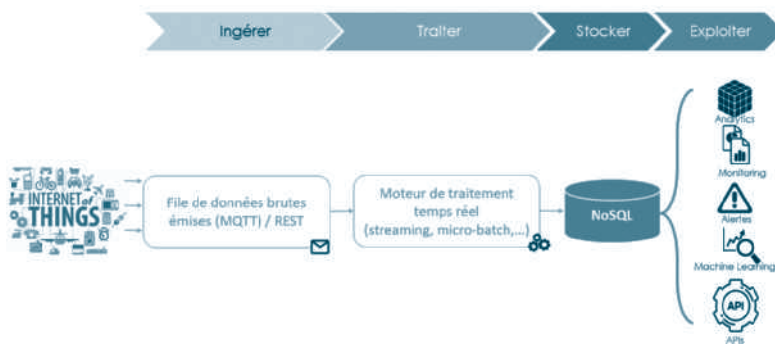 Ingérer
Traiter
Stocker
Exploiter
INTERNET of
THINGS
File de données brutes
émises (MQTT) / REST
Moteur de traitement
temps réel
(streaming, micro-batch,...)
NoSQL
Analytics
Monitoring
Alertes
Machine Learning
API
APIs